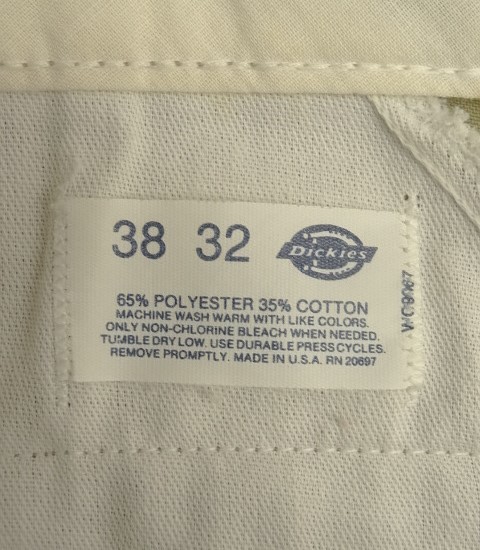 38 32 Dickies
65% POLYESTER 35% COTTON
MACHINE WASH WARM WITH LIKE COLORS.
ONLY NON-CHLORINE BLEACH WHEN NEEDED.
TUMBLE DRY LOW. USE DURABLE PRESS CYCLES.
REMOVE PROMPTLY. MADE IN U.S.A. RN 20697